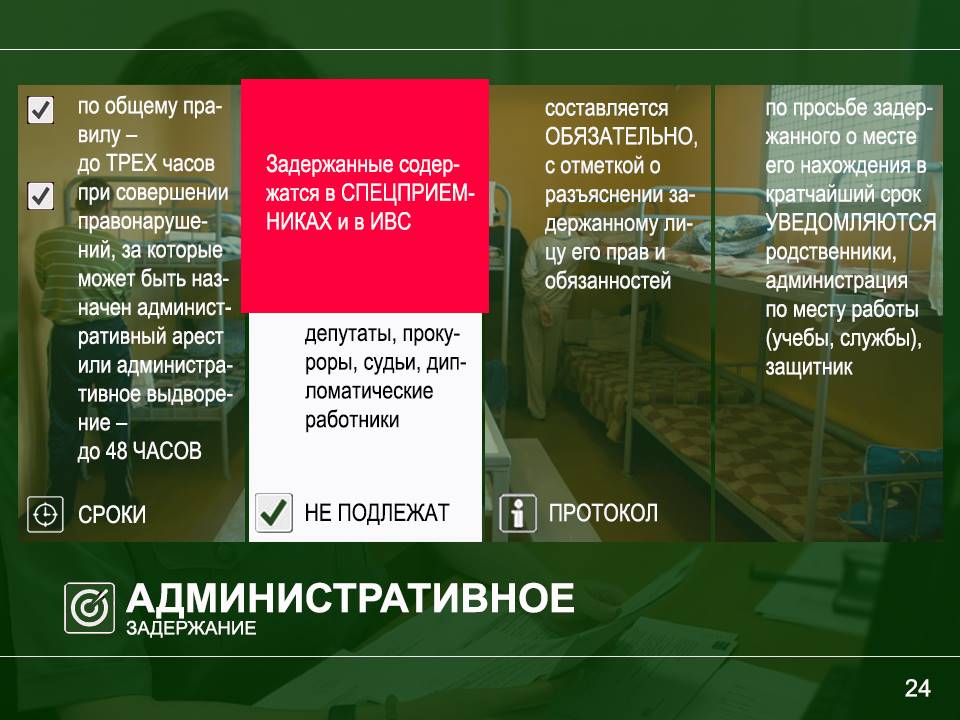 по общему пра-
вилу –
до ТРЕХ часов
при совершении
правонаруше-
ний, за которые
может быть наз-
начен админист-
ративный арест
или администра-
тивное выдворе-
ние –
до 48 ЧАСОВ
СРОКИ
Задержанные содер-
жатся в СПЕЦПРИЕМ-
НИКАХ и в ИВС
депутаты, проку-
роры, судьи, дип-
ломатические
работники
НЕ ПОДЛЕЖАТ
составляется
ОБЯЗАТЕЛЬНО,
с отметкой о
разъяснении за-
держанному ли-
цу его прав и
обязанностей
ПРОТОКОЛ
по просьбе задер-
жанного о месте
его нахождения в
кратчайший срок
УВЕДОМЛЯЮТСЯ
родственники,
администрация
по месту работы
(учебы, службы),
защитник
АДМИНИСТРАТИВНОЕ
ЗАДЕРЖАНИЕ
24